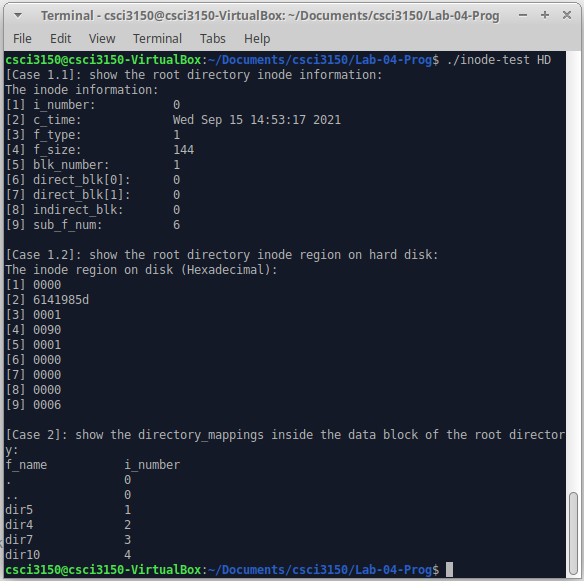 Terminal - csci3150@csci3150-VirtualBox: ~/Documents/csci3150/Lab-04-Prog
File Edit View Terminal Tabs Help
csci3150@csci3150-VirtualBox:~/Documents/csci3150/Lab-04-Prog$ ./inode-test HD
[Case 1.1]: show the root directory inode information:
The inode information:
[1] i_number: 0
[2] c_time: Wed Sep 15 14:53:17 2021
[3] f_type: 1
[4] f_size: 144
[5] blk_number: 1
[6] direct_blk[0]: 0
[7] direct_blk[1]: 0
[8] indirect_blk: 0
[9] sub_f_num: 6
[Case 1.2]: show the root directory inode region on hard disk:
The inode region on disk (Hexadecimal):
[1] 0000
[2] 6141985d
[3] 0001
[4] 0090
[5] 0001
[6] 0000
[7] 0000
[8] 0000
[9] 0006
[Case 2]: show the directory_mappings inside the data block of the root director
y:
f_name i_number
. 0
.. 0
dir5 1
dir4 2
dir7 3
dir10 4
csci3150@csci3150-VirtualBox:~/Documents/csci3150/Lab-04-Prog$